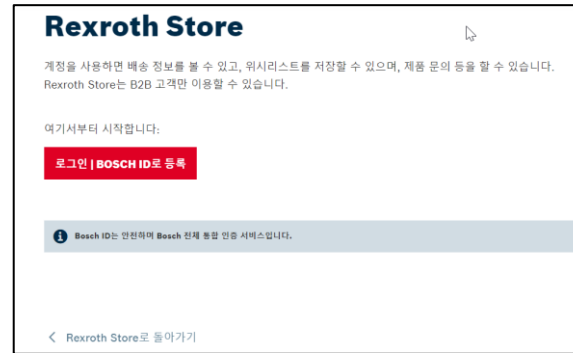 Rexroth Store
계정을 사용하면 배송 정보를 볼 수 있고, 위시리스트를 저장할 수 있으며, 제품 문의 등을 할 수 있습니다.
Rexroth Store는 B2B 고객만 이용할 수 있습니다.
여기서부터 시작합니다:
로그인 | BOSCH ID로 등록
Bosch ID는 안전하며 Bosch 전체 통합 인증 서비스입니다.
Rexroth Store로 돌아가기